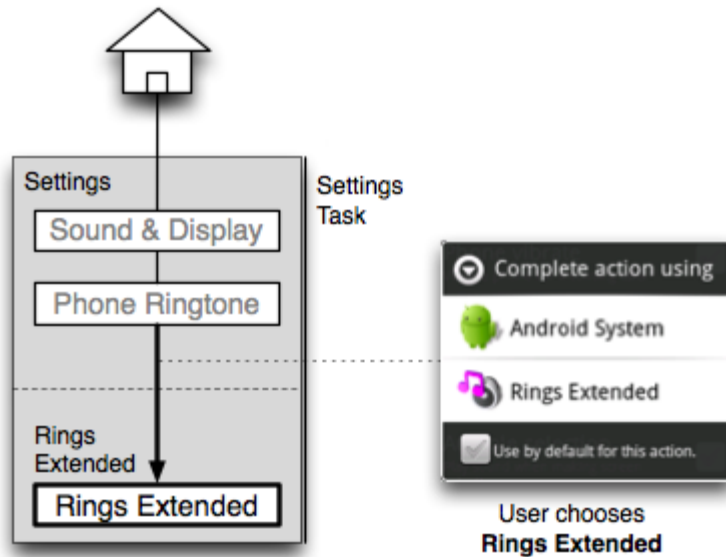 Settings
Sound & Display
Phone Ringtone
Rings
Extended
Rings Extended
Settings
Task
Complete action using
Android System
Rings Extended
Use by default for this action.
User chooses
Rings Extended